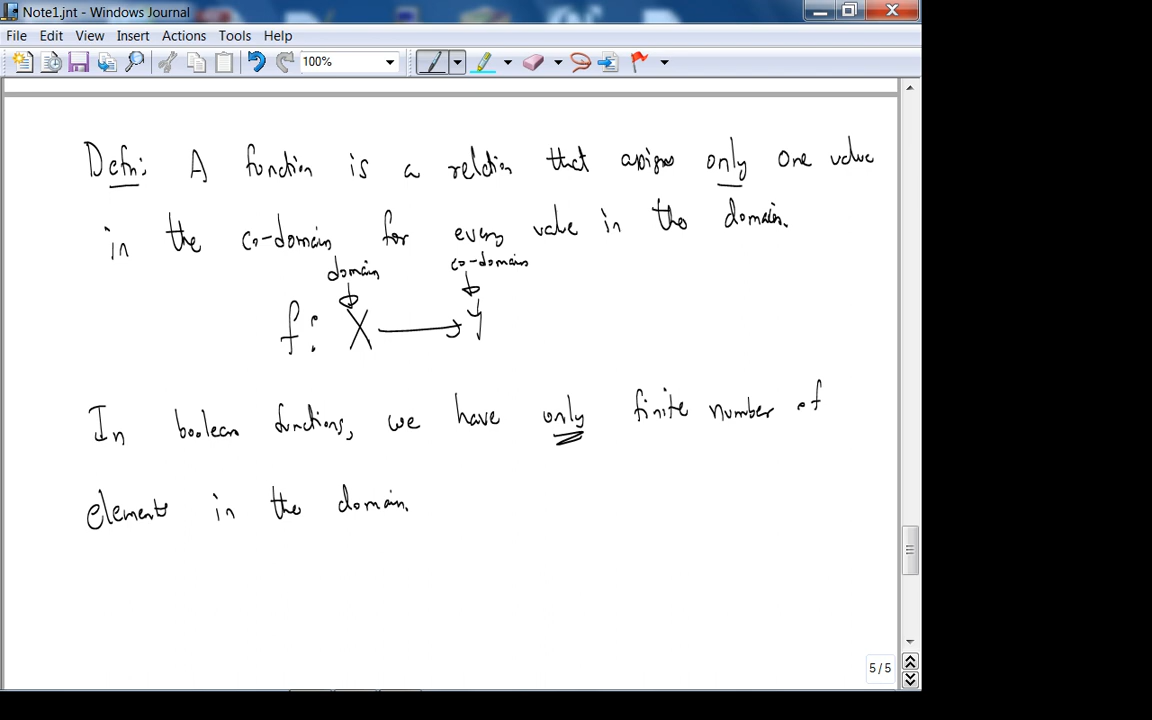 Note1.jnt - Windows Journal
File Edit View Insert Actions Tools Help
100%
Defn: A function is a relation that assigns only one value
in the co-domain for every value in the domain.
domain co-domain
f: X → Y
In boolean functions, we have only finite number of
elements in the domain.
5/5